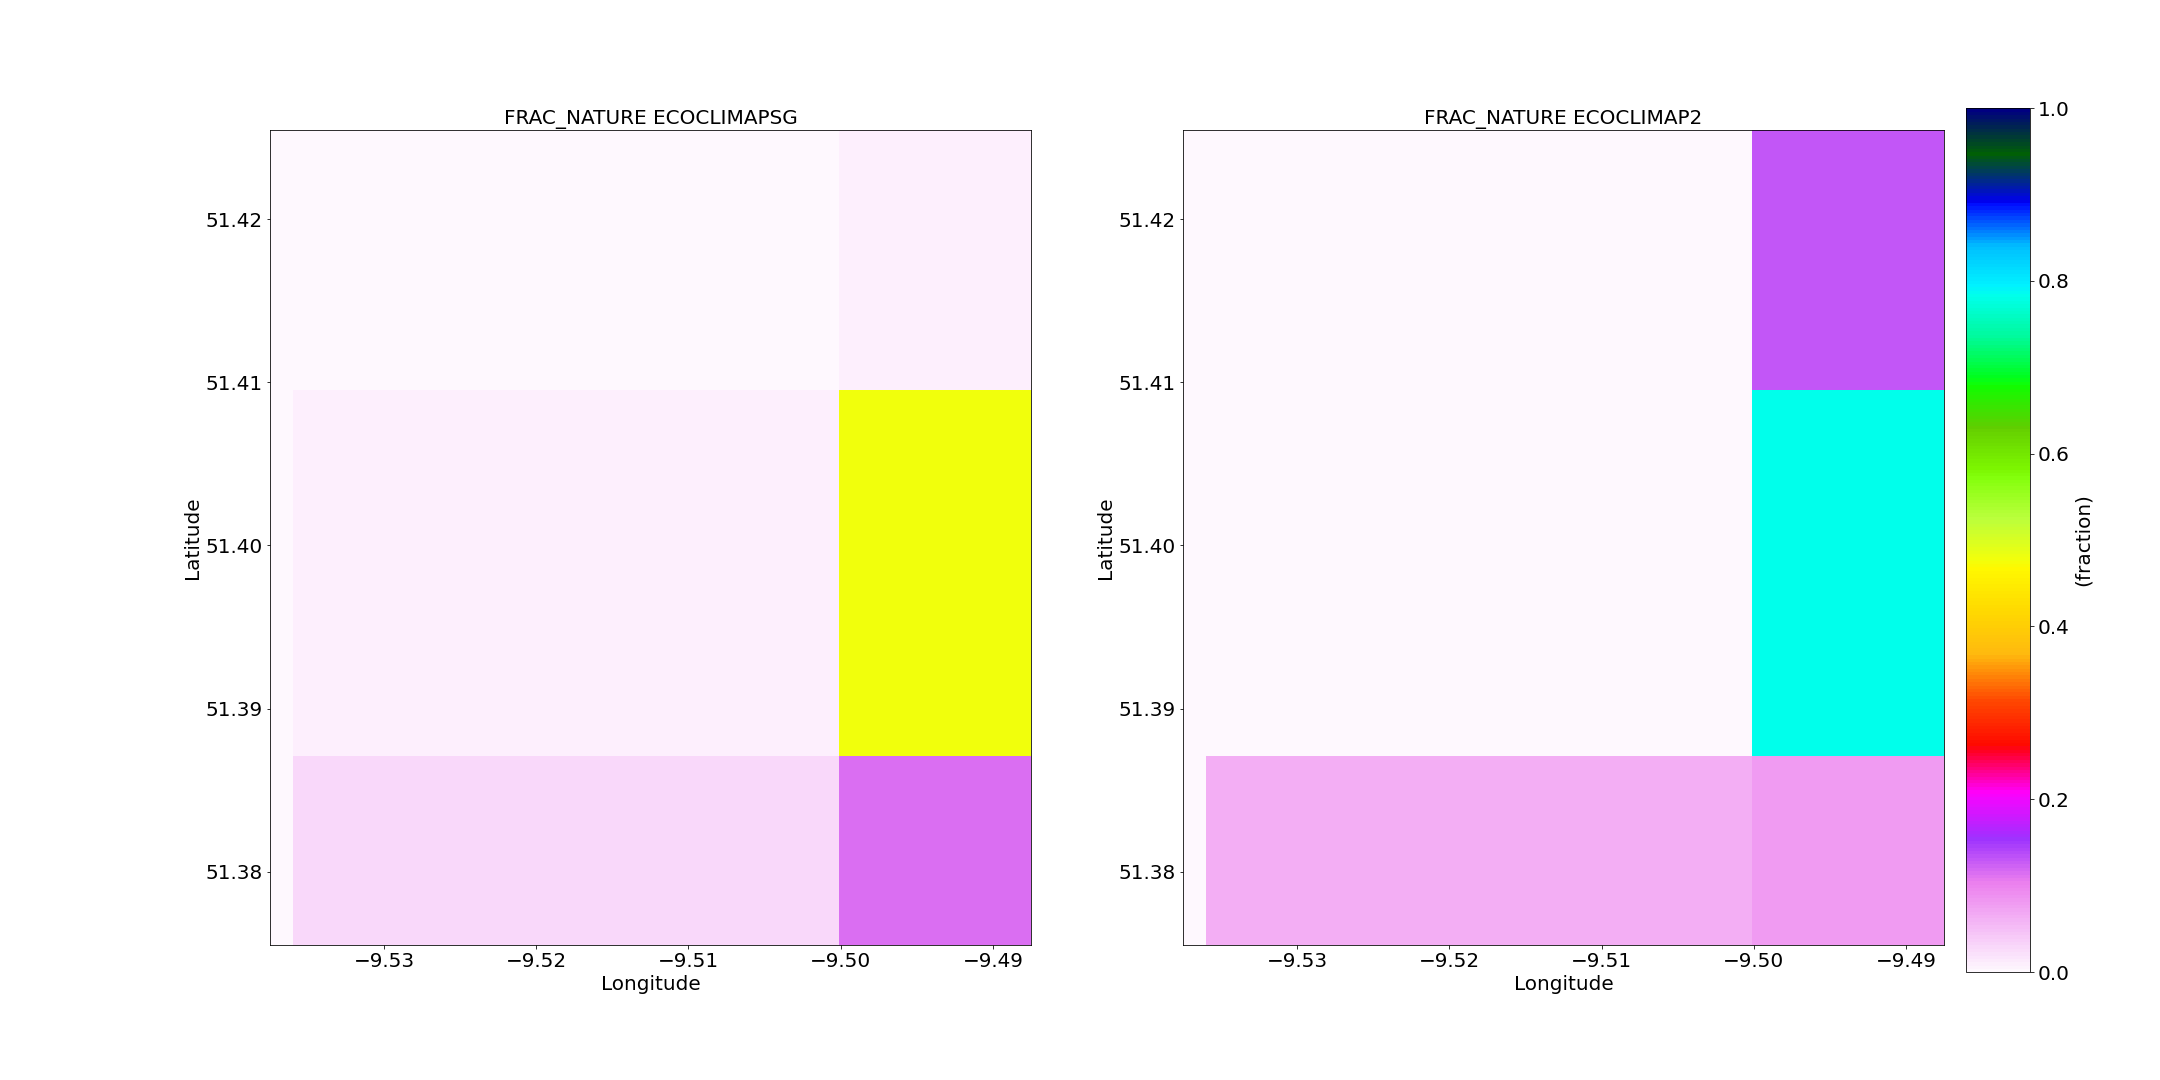 FRAC_NATURE ECOCLIMAPSG
51.42
51.41
51.40
51.39
51.38
Latitude
−9.53 −9.52 −9.51 −9.50 −9.49
Longitude
FRAC_NATURE ECOCLIMAP2
51.42
51.41
51.40
51.39
51.38
Latitude
−9.53 −9.52 −9.51 −9.50 −9.49
Longitude
1.0
0.8
0.6
0.4
0.2
0.0
(fraction)